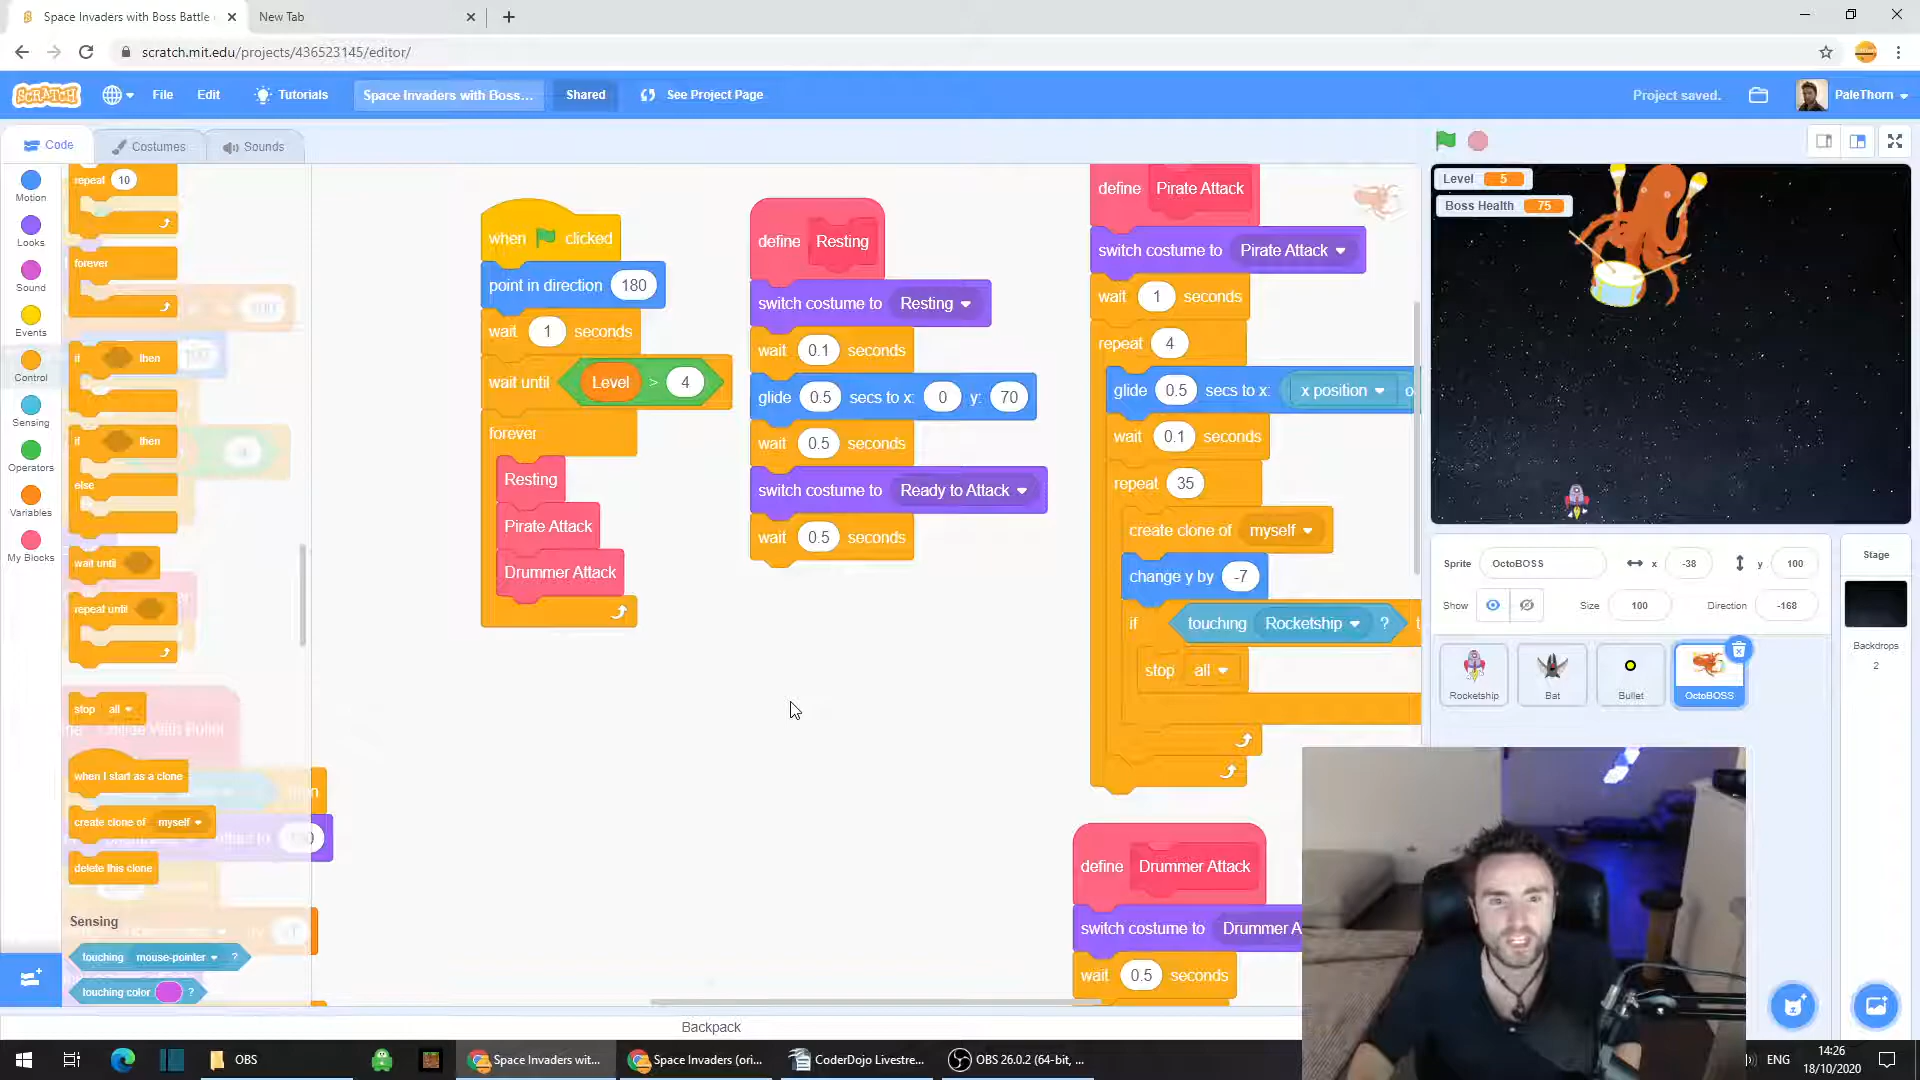 Space Invaders with Boss Battle
New Tab
scratch.mit.edu/projects/436523145/editor/
SCRATCH
File
Edit
Tutorials
Space Invaders with Boss...
Shared
See Project Page
Project saved.
PaleThorn
Code
Costumes
Sounds
Motion
Looks
Sound
Events
Control
Sensing
Operators
Variables
My Blocks
repeat 10
forever
if then
if then
else
wait until
repeat until
stop all
when I start as a clone
create clone of myself
delete this clone
Sensing
touching mouse-pointer ?
touching color ?
when clicked
point in direction 180
wait 1 seconds
wait until Level > 4
forever
Resting
Pirate Attack
Drummer Attack
define Resting
switch costume to Resting
wait 0.1 seconds
glide 0.5 secs to x: 0 y: 70
wait 0.5 seconds
switch costume to Ready to Attack
wait 0.5 seconds
define Pirate Attack
switch costume to Pirate Attack
wait 1 seconds
repeat 4
glide 0.5 secs to x: x position o
wait 0.1 seconds
repeat 35
create clone of myself
change y by -7
if touching Rocketship ? t
stop all
define Drummer Attack
switch costume to Drummer A
wait 0.5 seconds
Level 5
Boss Health 75
Sprite OctoBOSS x -38 y 100
Show Size 100 Direction -168
Rocketship
Bat
Bullet
OctoBOSS
Stage
Backdrops
2
Backpack
OBS
Space Invaders wit...
Space Invaders (ori...
CoderDojo Livestre...
OBS 26.0.2 (64-bit, ...
ENG
14:26
18/10/2020